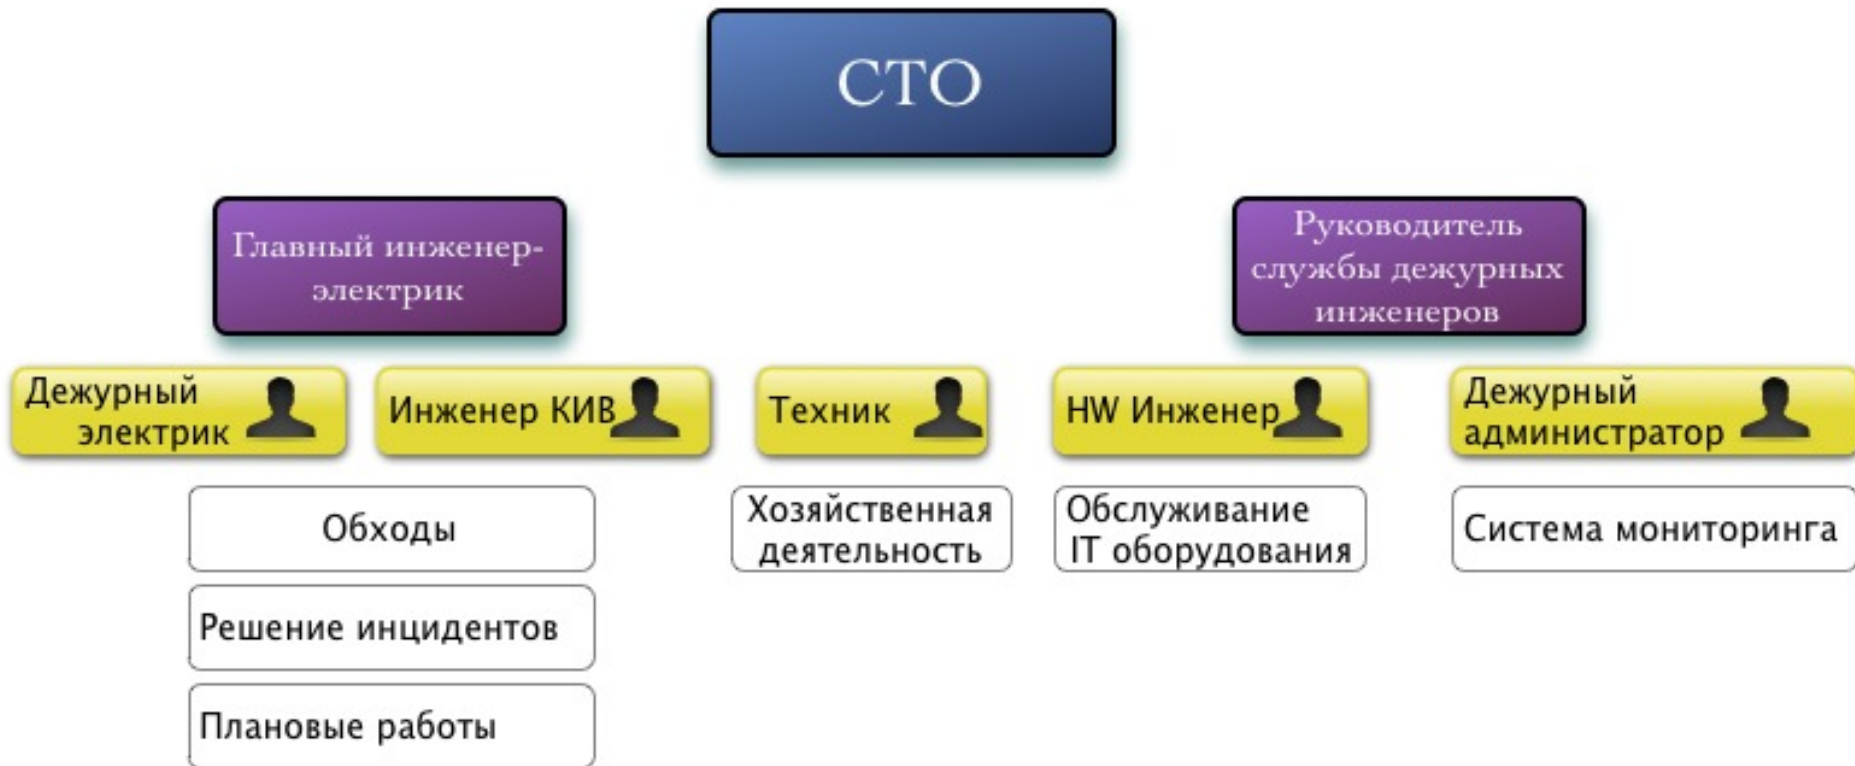 CTO
Главный инженер-
электрик
Руководитель
службы дежурных
инженеров
Дежурный
электрик
Инженер КИВ
Техник
HW Инженер
Дежурный
администратор
Обходы
Решение инцидентов
Плановые работы
Хозяйственная
деятельность
Обслуживание
IT оборудования
Система мониторинга